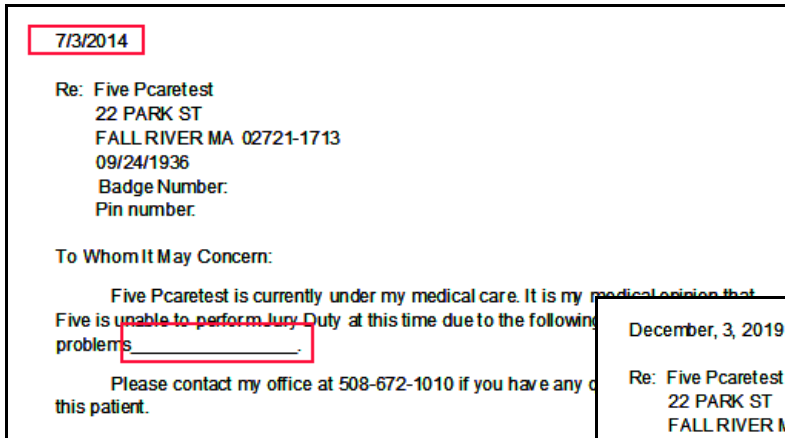 7/3/2014
Re: Five Pcaretest
22 PARK ST
FALL RIVER MA 02721-1713
09/24/1936
Badge Number:
Pin number:
To Whom It May Concern:
Five Pcaretest is currently under my medical care. It is my medical opinion that
Five is unable to perform Jury Duty at this time due to the following
problems_________________.
Please contact my office at 508-672-1010 if you have any
this patient.
December, 3, 2019
Re: Five Pcaretest
22 PARK ST
FALL RIVER